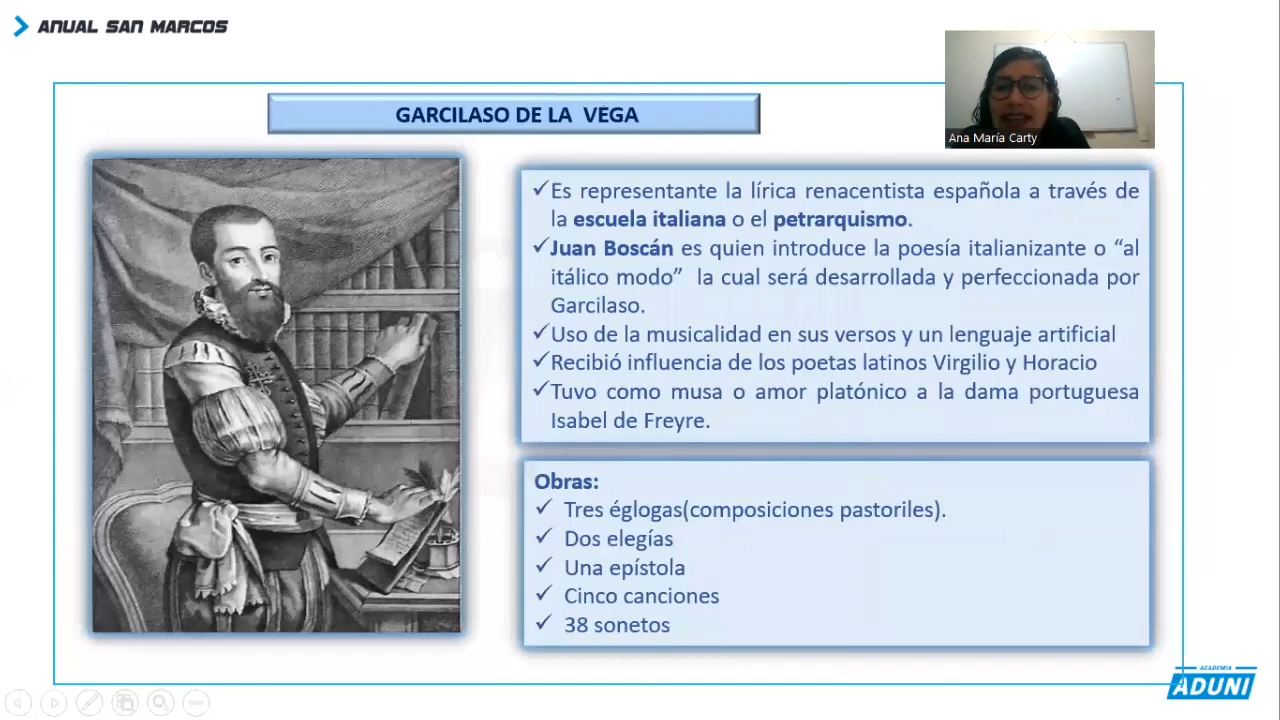 ANUAL SAN MARCOS
Ana María Carty
GARCILASO DE LA VEGA
✓Es representante la lírica renacentista española a través de
la escuela italiana o el petrarquismo.
✓Juan Boscán es quien introduce la poesía italianizante o “al
itálico modo” la cual será desarrollada y perfeccionada por
Garcilaso.
✓Uso de la musicalidad en sus versos y un lenguaje artificial
✓Recibió influencia de los poetas latinos Virgilio y Horacio
✓Tuvo como musa o amor platónico a la dama portuguesa
Isabel de Freyre.
Obras:
✓ Tres églogas(composiciones pastoriles).
✓ Dos elegías
✓ Una epístola
✓ Cinco canciones
✓ 38 sonetos
ACADEMIA
ADUNI